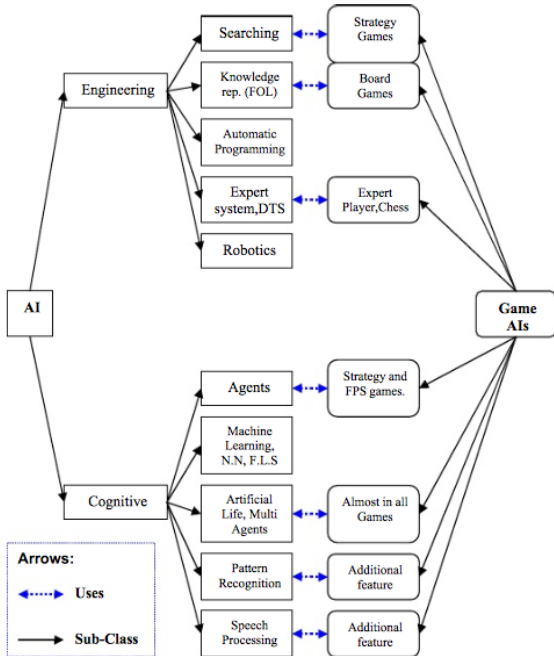 Searching
Strategy
Games
Engineering
Knowledge
rep. (FOL)
Board
Games
Automatic
Programming
Expert
system,DTS
Expert
Player,Chess
Robotics
AI
Game
AIs
Agents
Strategy and
FPS games.
Machine
Learning,
N.N, F.L.S
Cognitive
Artificial
Life, Multi
Agents
Almost in all
Games
Pattern
Recognition
Additional
feature
Speech
Processing
Additional
feature
Arrows:
Uses
Sub-Class